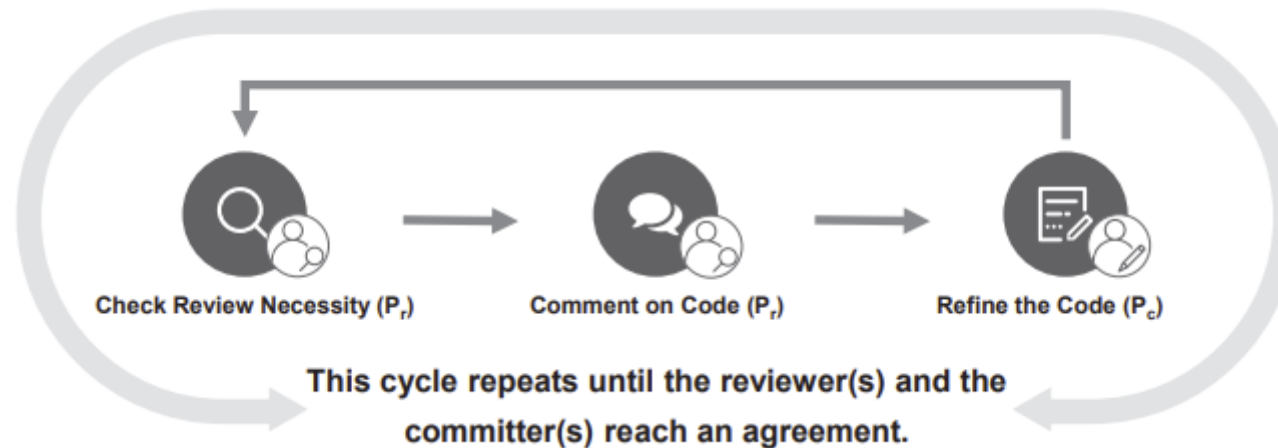 Check Review Necessity (Pr)
Comment on Code (Pr)
Refine the Code (Pc)
This cycle repeats until the reviewer(s) and the
committer(s) reach an agreement.